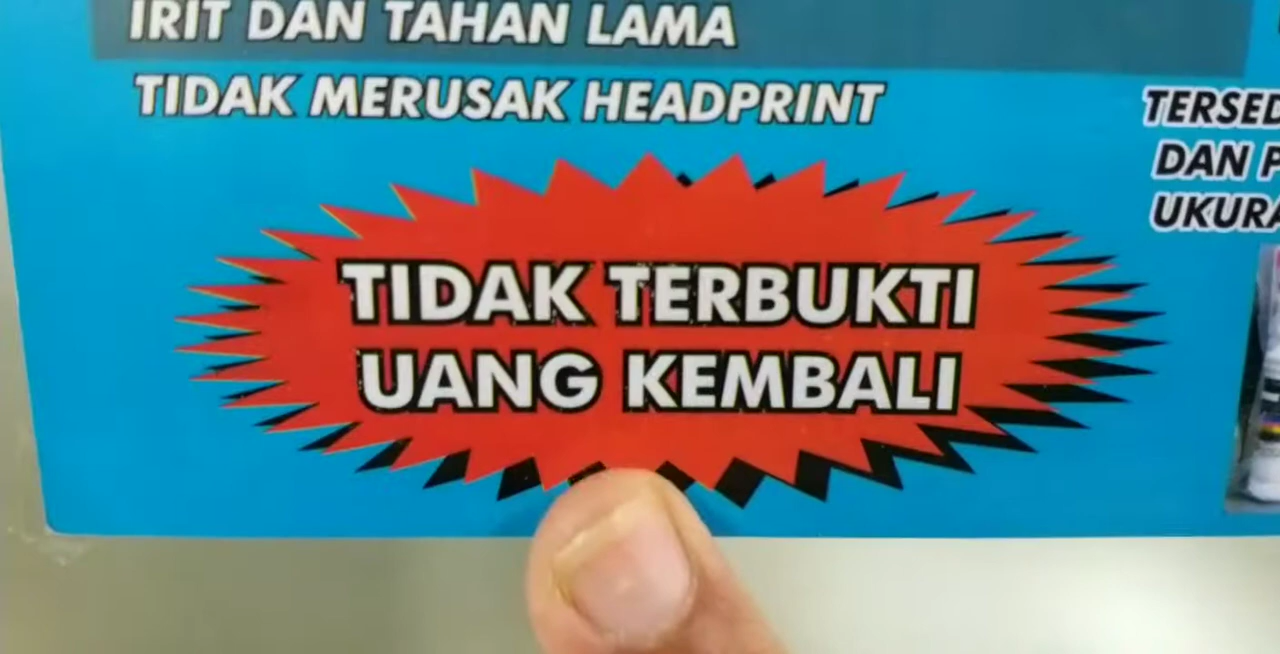 IRIT DAN TAHAN LAMA
TIDAK MERUSAK HEADPRINT
TIDAK TERBUKTI
UANG KEMBALI
DAN